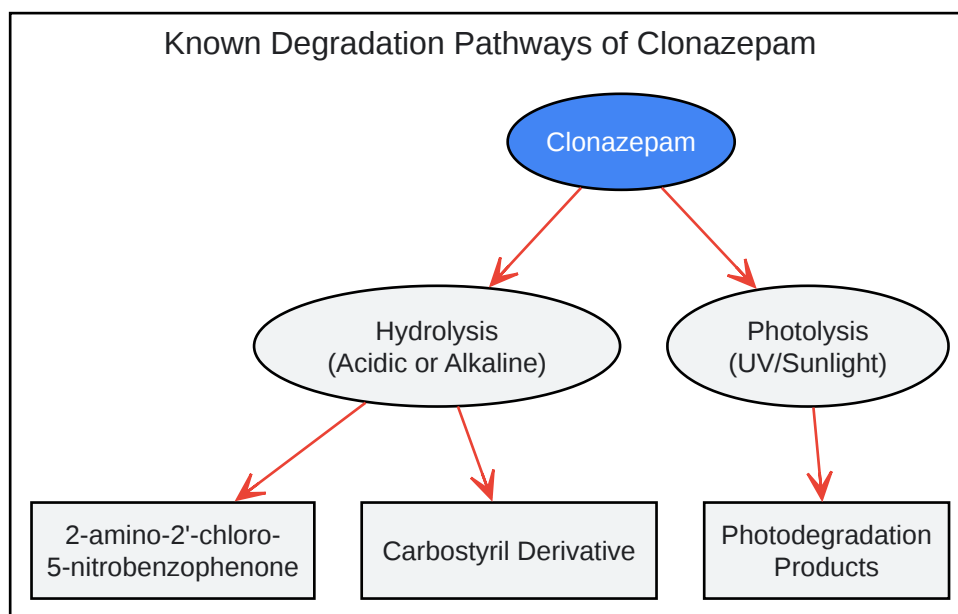 Known Degradation Pathways of Clonazepam
Clonazepam
Hydrolysis
(Acidic or Alkaline)
Photolysis
(UV/Sunlight)
2-amino-2'-chloro-
5-nitrobenzophenone
Carbostyril Derivative
Photodegradation
Products